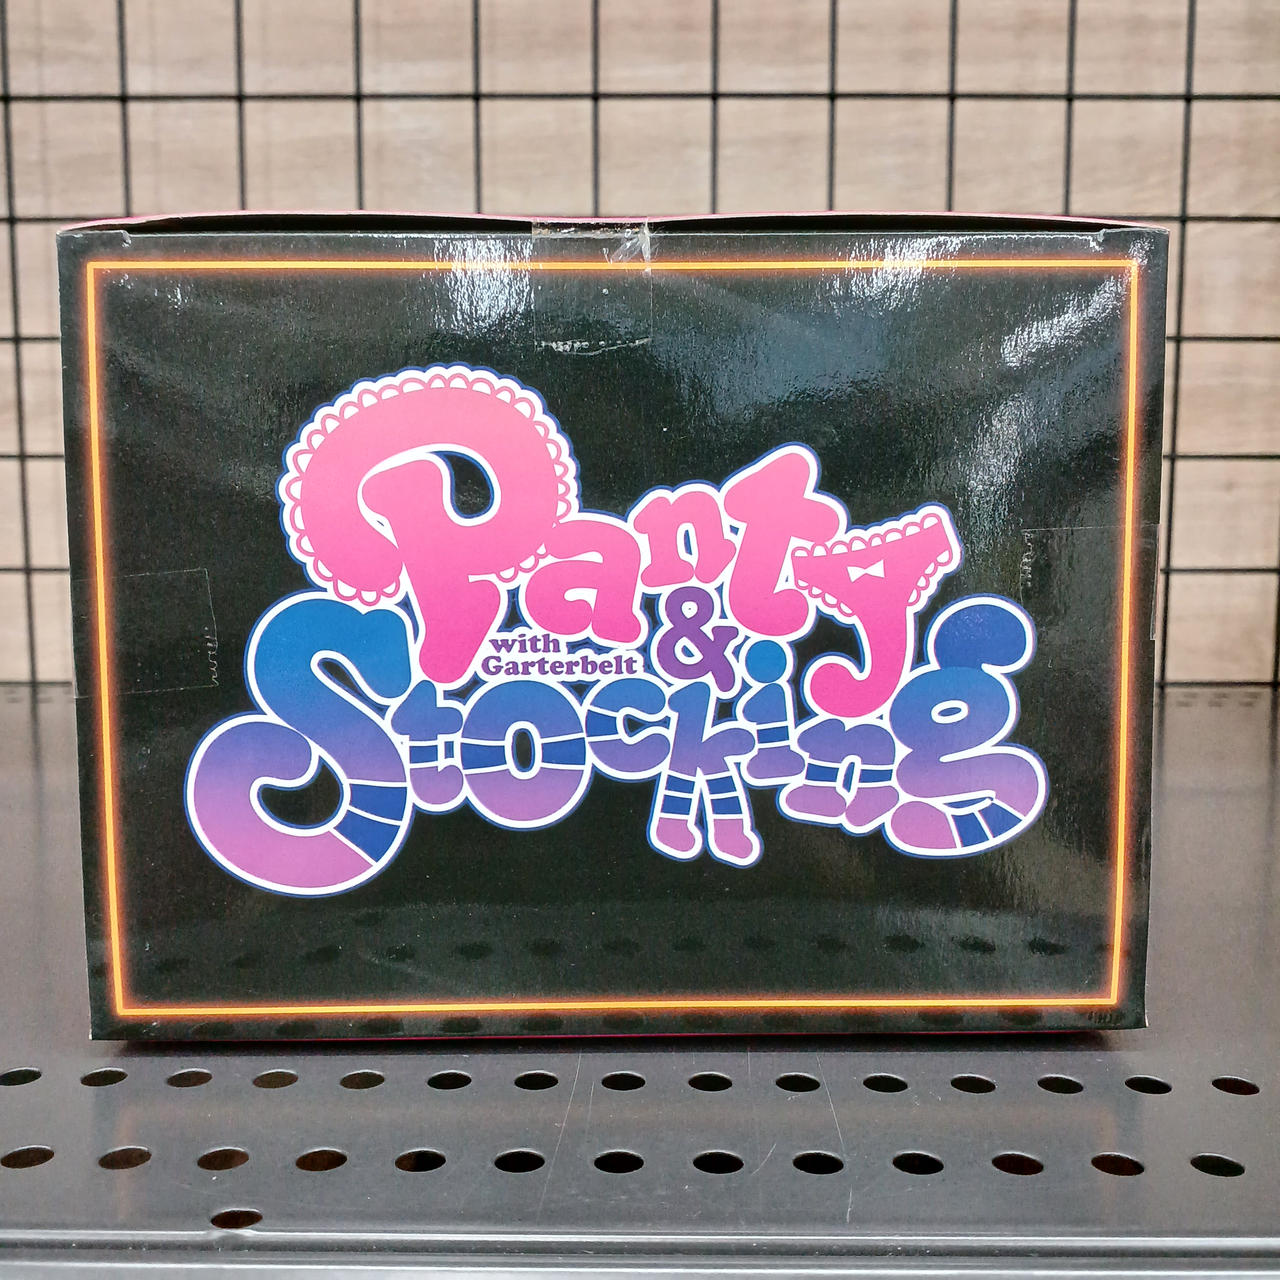 Panty
with
Garterbelt
&
Stocking